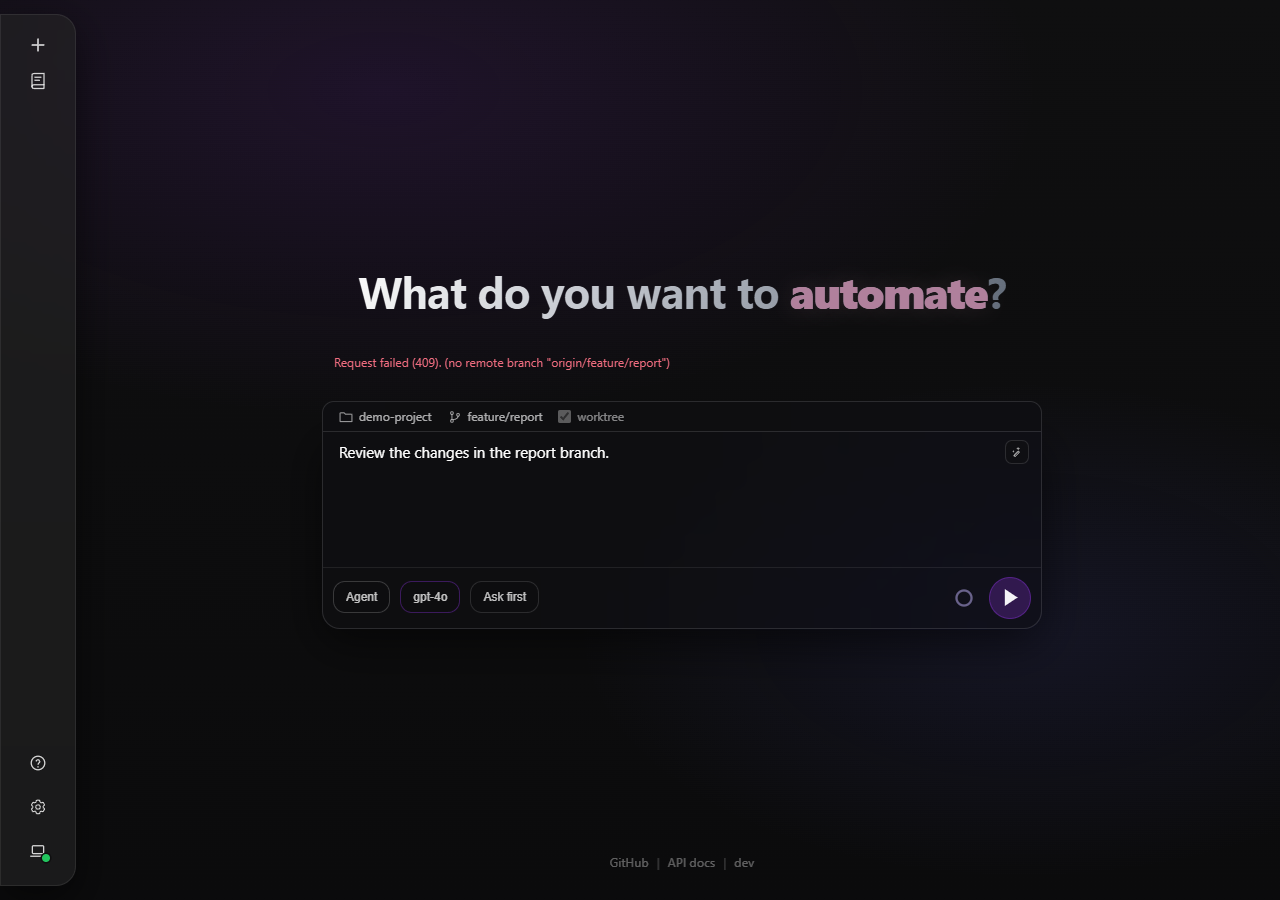 What do you want to automate?
Request failed (409). (no remote branch "origin/feature/report")
demo-project feature/report worktree
Review the changes in the report branch.
Agent gpt-4o Ask first
GitHub | API docs | dev